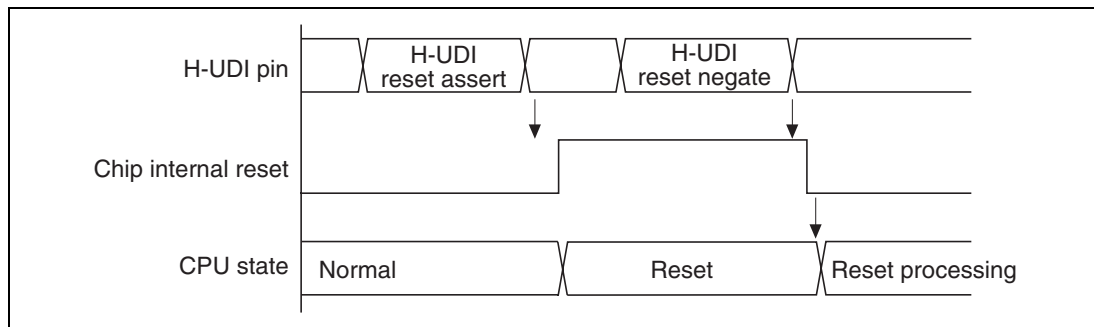 H-UDI pin
H-UDI
reset assert
H-UDI
reset negate
Chip internal reset
CPU state
Normal
Reset
Reset processing